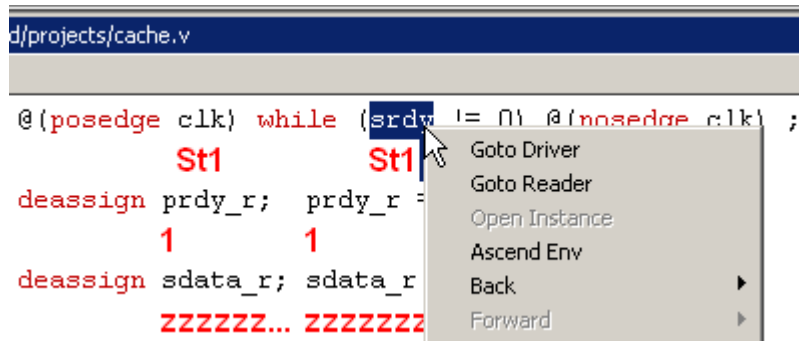 d/projects/cache.v
@(posedge clk) while (srdy != 0) @(posedge clk) ;
St1 St1
Goto Driver
Goto Reader
deassign prdy_r; prdy_r =
Open Instance
1 1
Ascend Env
deassign sdata_r; sdata_r
Back
zzzzzz... zzzzzzz
Forward